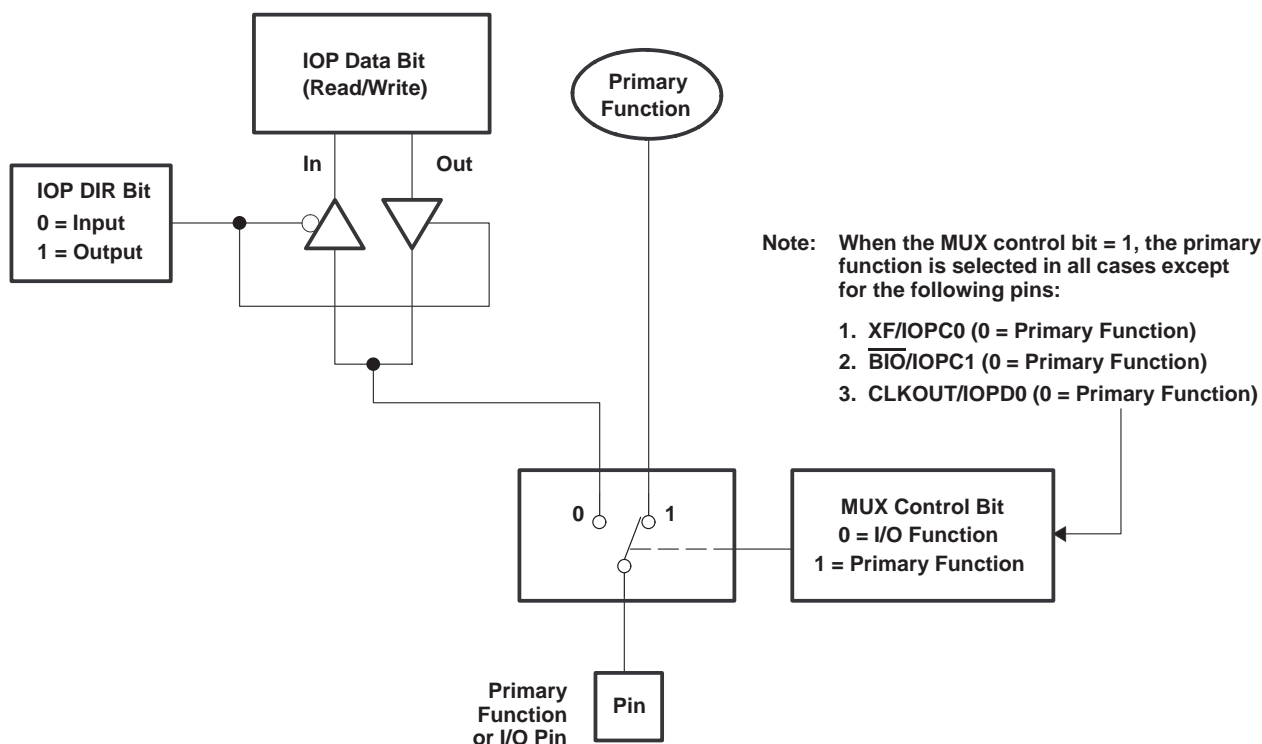 IOP Data Bit
(Read/Write)
Primary
Function
In
Out
IOP DIR Bit
0 = Input
1 = Output
Note: When the MUX control bit = 1, the primary
function is selected in all cases except
for the following pins:
1. XF/IOPC0 (0 = Primary Function)
2. B̅I̅O̅/IOPC1 (0 = Primary Function)
3. CLKOUT/IOPD0 (0 = Primary Function)
0
1
MUX Control Bit
0 = I/O Function
1 = Primary Function
Primary
Function
or I/O Pin
Pin